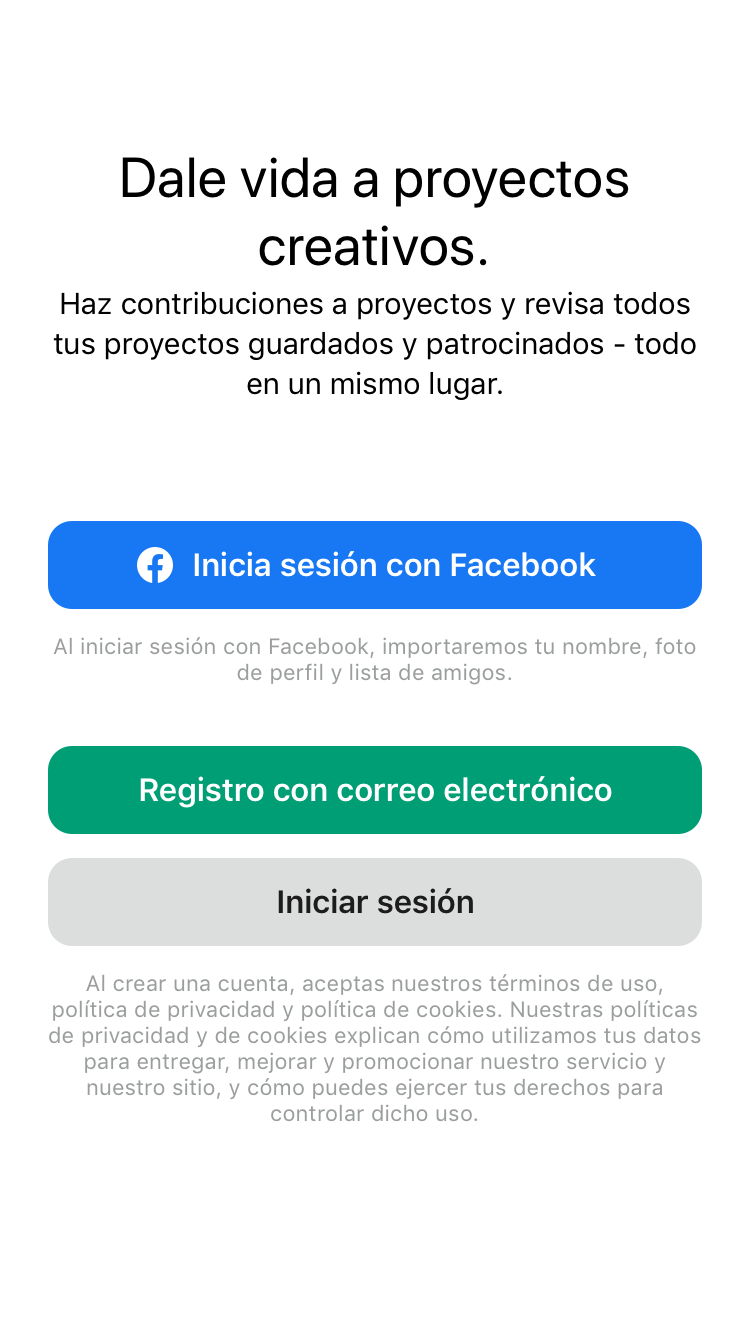 Dale vida a proyectos
creativos.
Haz contribuciones a proyectos y revisa todos
tus proyectos guardados y patrocinados - todo
en un mismo lugar.
Inicia sesión con Facebook
Al iniciar sesión con Facebook, importaremos tu nombre, foto
de perfil y lista de amigos.
Registro con correo electrónico
Iniciar sesión
Al crear una cuenta, aceptas nuestros términos de uso,
política de privacidad y política de cookies. Nuestras políticas
de privacidad y de cookies explican cómo utilizamos tus datos
para entregar, mejorar y promocionar nuestro servicio y
nuestro sitio, y cómo puedes ejercer tus derechos para
controlar dicho uso.